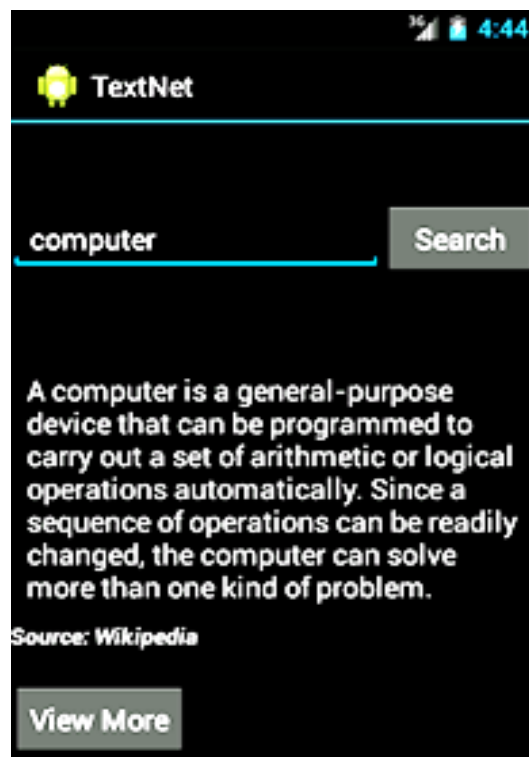 3G 4:44
TextNet
computer Search
A computer is a general-purpose
device that can be programmed to
carry out a set of arithmetic or logical
operations automatically. Since a
sequence of operations can be readily
changed, the computer can solve
more than one kind of problem.
Source: Wikipedia
View More